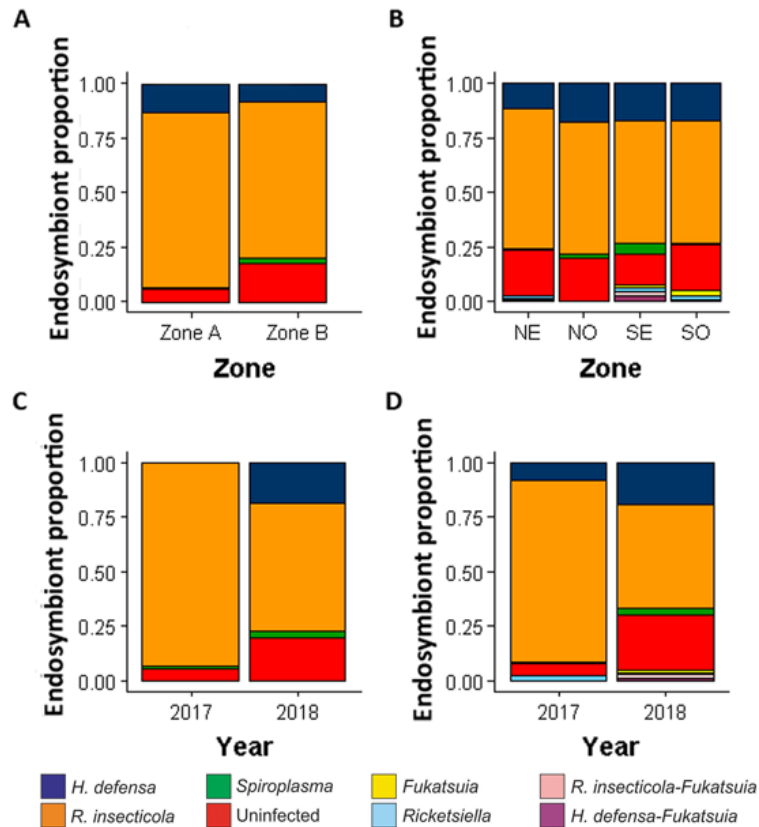 A
Endosymbiont proportion
1.00
0.75
0.50
0.25
0.00
Zone A Zone B
Zone
B
Endosymbiont proportion
1.00
0.75
0.50
0.25
0.00
NE NO SE SO
Zone
C
Endosymbiont proportion
1.00
0.75
0.50
0.25
0.00
2017 2018
Year
D
Endosymbiont proportion
1.00
0.75
0.50
0.25
0.00
2017 2018
Year
H. defensa Spiroplasma Fukatsuia R. insecticola-Fukatsuia
R. insecticola Uninfected Ricketsiella H. defensa-Fukatsuia